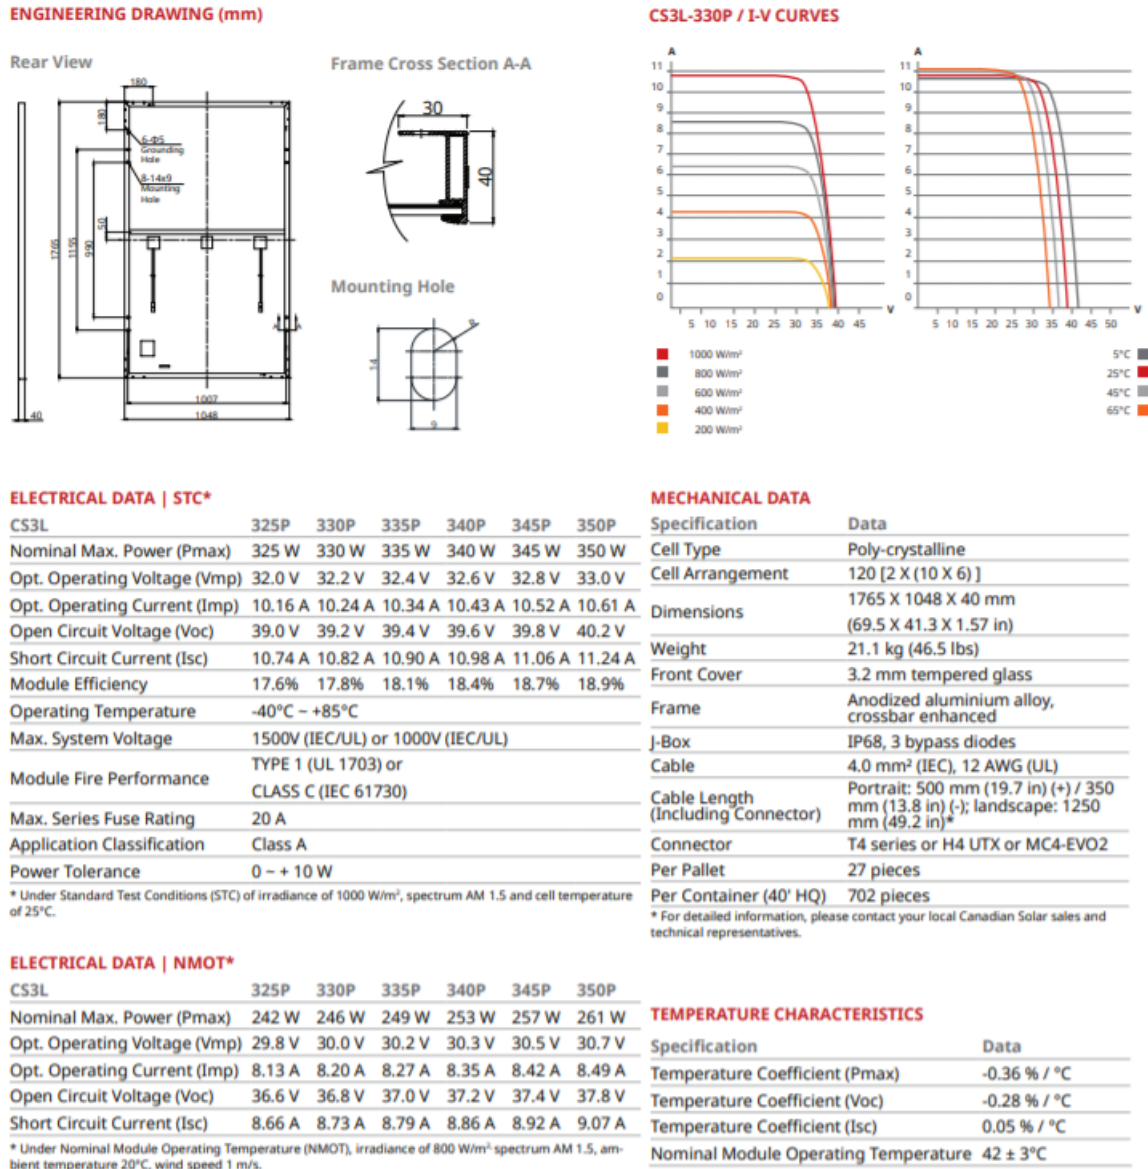 ENGINEERING DRAWING (mm)
Rear View
180
180
6-Φ5
Grounding
Hole
8-14x9
Mounting
Hole
50
1765
1155
990
A
A
1007
1048
40
Frame Cross Section A-A
30
40
Mounting Hole
14
9
CS3L-330P / I-V CURVES
A
11
10
9
8
7
6
5
4
3
2
1
0
V
5 10 15 20 25 30 35 40 45
1000 W/m²
800 W/m²
600 W/m²
400 W/m²
200 W/m²
A
11
10
9
8
7
6
5
4
3
2
1
0
V
5 10 15 20 25 30 35 40 45 50
5°C
25°C
45°C
65°C
ELECTRICAL DATA | STC*
CS3L 325P 330P 335P 340P 345P 350P
Nominal Max. Power (Pmax) 325 W 330 W 335 W 340 W 345 W 350 W
Opt. Operating Voltage (Vmp) 32.0 V 32.2 V 32.4 V 32.6 V 32.8 V 33.0 V
Opt. Operating Current (Imp) 10.16 A 10.24 A 10.34 A 10.43 A 10.52 A 10.61 A
Open Circuit Voltage (Voc) 39.0 V 39.2 V 39.4 V 39.6 V 39.8 V 40.2 V
Short Circuit Current (Isc) 10.74 A 10.82 A 10.90 A 10.98 A 11.06 A 11.24 A
Module Efficiency 17.6% 17.8% 18.1% 18.4% 18.7% 18.9%
Operating Temperature -40°C ~ +85°C
Max. System Voltage 1500V (IEC/UL) or 1000V (IEC/UL)
Module Fire Performance TYPE 1 (UL 1703) or
CLASS C (IEC 61730)
Max. Series Fuse Rating 20 A
Application Classification Class A
Power Tolerance 0 ~ + 10 W
* Under Standard Test Conditions (STC) of irradiance of 1000 W/m², spectrum AM 1.5 and cell temperature
of 25°C.
ELECTRICAL DATA | NMOT*
CS3L 325P 330P 335P 340P 345P 350P
Nominal Max. Power (Pmax) 242 W 246 W 249 W 253 W 257 W 261 W
Opt. Operating Voltage (Vmp) 29.8 V 30.0 V 30.2 V 30.3 V 30.5 V 30.7 V
Opt. Operating Current (Imp) 8.13 A 8.20 A 8.27 A 8.35 A 8.42 A 8.49 A
Open Circuit Voltage (Voc) 36.6 V 36.8 V 37.0 V 37.2 V 37.4 V 37.8 V
Short Circuit Current (Isc) 8.66 A 8.73 A 8.79 A 8.86 A 8.92 A 9.07 A
* Under Nominal Module Operating Temperature (NMOT), irradiance of 800 W/m² spectrum AM 1.5, am-
bient temperature 20°C, wind speed 1 m/s.
MECHANICAL DATA
Specification Data
Cell Type Poly-crystalline
Cell Arrangement 120 [2 X (10 X 6) ]
Dimensions 1765 X 1048 X 40 mm
(69.5 X 41.3 X 1.57 in)
Weight 21.1 kg (46.5 lbs)
Front Cover 3.2 mm tempered glass
Frame Anodized aluminium alloy,
crossbar enhanced
J-Box IP68, 3 bypass diodes
Cable 4.0 mm² (IEC), 12 AWG (UL)
Cable Length
(Including Connector)
Portrait: 500 mm (19.7 in) (+) / 350
mm (13.8 in) (-); landscape: 1250
mm (49.2 in)*
Connector T4 series or H4 UTX or MC4-EVO2
Per Pallet 27 pieces
Per Container (40' HQ) 702 pieces
* For detailed information, please contact your local Canadian Solar sales and
technical representatives.
TEMPERATURE CHARACTERISTICS
Specification Data
Temperature Coefficient (Pmax) -0.36 % / °C
Temperature Coefficient (Voc) -0.28 % / °C
Temperature Coefficient (Isc) 0.05 % / °C
Nominal Module Operating Temperature 42 ± 3°C